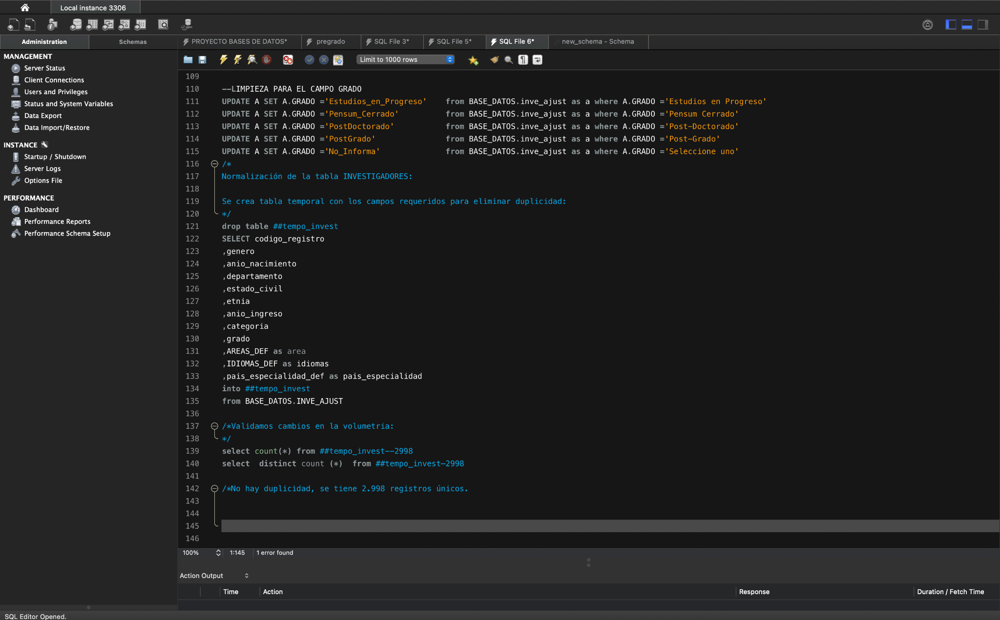 Local instance 3306
Administration
Schemas
PROYECTO BASES DE DATOS*
pregrado
SQL File 3*
SQL File 5*
SQL File 6*
new_schema - Schema
MANAGEMENT
Server Status
Client Connections
Users and Privileges
Status and System Variables
Data Export
Data Import/Restore
INSTANCE
Startup / Shutdown
Server Logs
Options File
PERFORMANCE
Dashboard
Performance Reports
Performance Schema Setup
Limit to 1000 rows
109
110 --LIMPIEZA PARA EL CAMPO GRADO
111 UPDATE A SET A.GRADO ='Estudios_en_Progreso' from BASE_DATOS.inve_ajust as a where A.GRADO ='Estudios en Progreso'
112 UPDATE A SET A.GRADO ='Pensum_Cerrado' from BASE_DATOS.inve_ajust as a where A.GRADO ='Pensum Cerrado'
113 UPDATE A SET A.GRADO ='PostDoctorado' from BASE_DATOS.inve_ajust as a where A.GRADO ='Post-Doctorado'
114 UPDATE A SET A.GRADO ='PostGrado' from BASE_DATOS.inve_ajust as a where A.GRADO ='Post-Grado'
115 UPDATE A SET A.GRADO ='No_Informa' from BASE_DATOS.inve_ajust as a where A.GRADO ='Seleccione uno'
116 /*
117 Normalización de la tabla INVESTIGADORES:
118
119 Se crea tabla temporal con los campos requeridos para eliminar duplicidad:
120 */
121 drop table ##tempo_invest
122 SELECT codigo_registro
123 ,genero
124 ,anio_nacimiento
125 ,departamento
126 ,estado_civil
127 ,etnia
128 ,anio_ingreso
129 ,categoria
130 ,grado
131 ,AREAS_DEF as area
132 ,IDIOMAS_DEF as idiomas
133 ,pais_especialidad_def as pais_especialidad
134 into ##tempo_invest
135 from BASE_DATOS.INVE_AJUST
136
137 /*Validamos cambios en la volumetria:
138 */
139 select count(*) from ##tempo_invest--2998
140 select  distinct count (*)  from ##tempo_invest-2998
141
142 /*No hay duplicidad, se tiene 2.998 registros únicos.
143
144
145
146
100%
1:145
1 error found
Action Output
Time
Action
Response
Duration / Fetch Time
SQL Editor Opened.